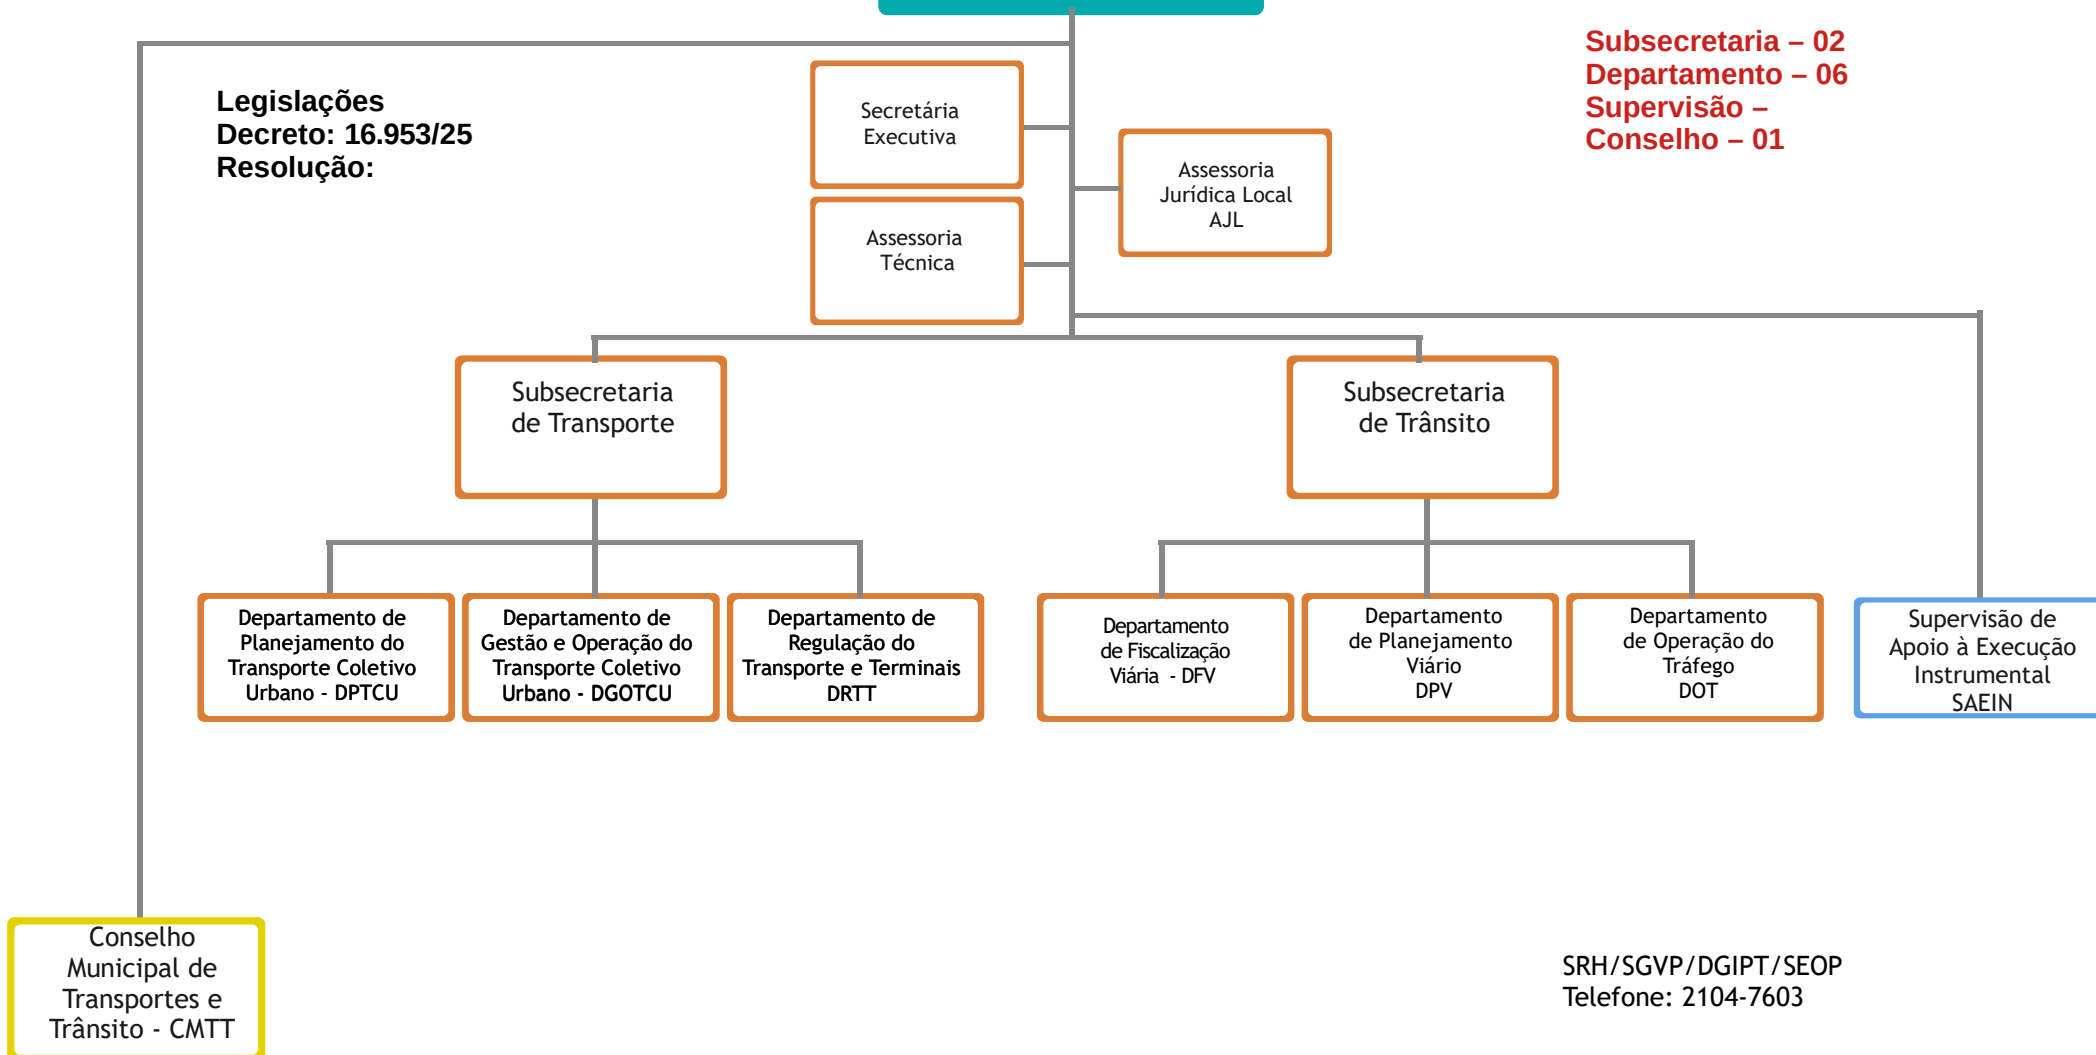 Legislações
Decreto: 16.953/25
Resolução:
Subsecretaria – 02
Departamento – 06
Supervisão –
Conselho – 01
Secretária
Executiva
Assessoria
Jurídica Local
AJL
Assessoria
Técnica
Subsecretaria
de Transporte
Subsecretaria
de Trânsito
Departamento de
Planejamento do
Transporte Coletivo
Urbano - DPTCU
Departamento de
Gestão e Operação do
Transporte Coletivo
Urbano - DGOTCU
Departamento de
Regulação do
Transporte e Terminais
DRTT
Departamento
de Fiscalização
Viária - DFV
Departamento
de Planejamento
Viário
DPV
Departamento
de Operação do
Tráfego
DOT
Supervisão de
Apoio à Execução
Instrumental
SAEIN
Conselho
Municipal de
Transportes e
Trânsito - CMTT
SRH/SGVP/DGIPT/SEOP
Telefone: 2104-7603